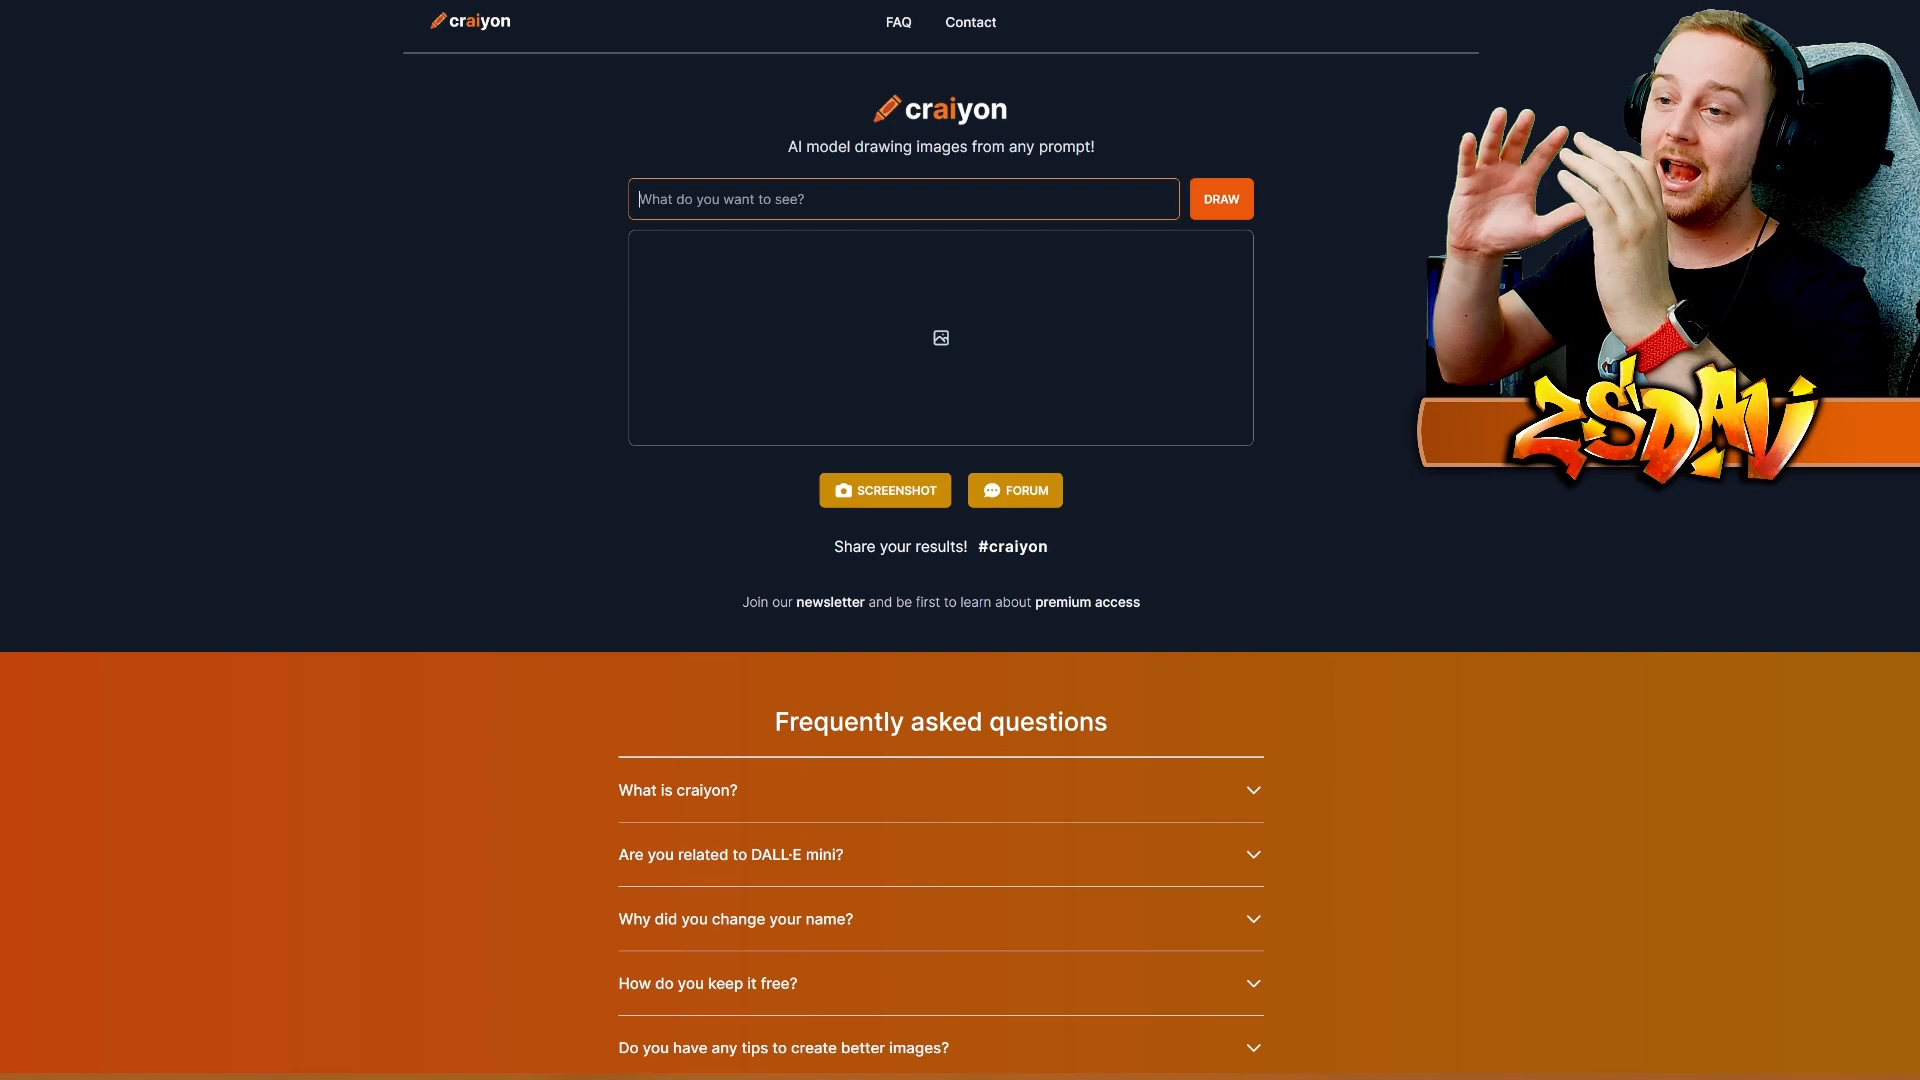 craiyon
FAQ
Contact
craiyon
AI model drawing images from any prompt!
What do you want to see?
DRAW
SCREENSHOT
FORUM
Share your results! #craiyon
Join our newsletter and be first to learn about premium access
ZSDAV
Frequently asked questions
What is craiyon?
Are you related to DALL·E mini?
Why did you change your name?
How do you keep it free?
Do you have any tips to create better images?